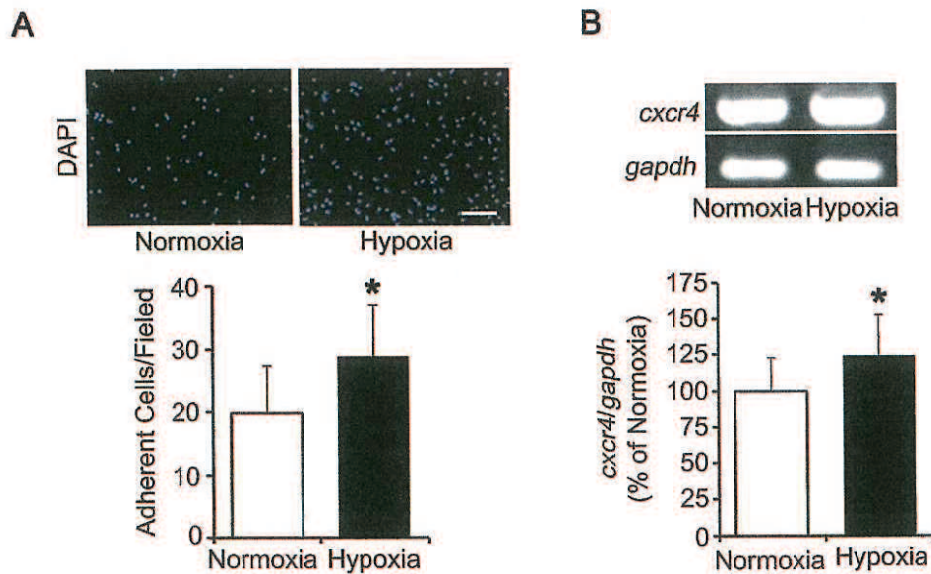 A
DAPI
Normoxia
Hypoxia
Adherent Cells/Fieled
40
30
20
10
0
*
Normoxia
Hypoxia
B
cxcr4
gapdh
Normoxia Hypoxia
cxcr4/gapdh
(% of Normoxia)
175
150
125
100
75
50
25
0
*
Normoxia
Hypoxia